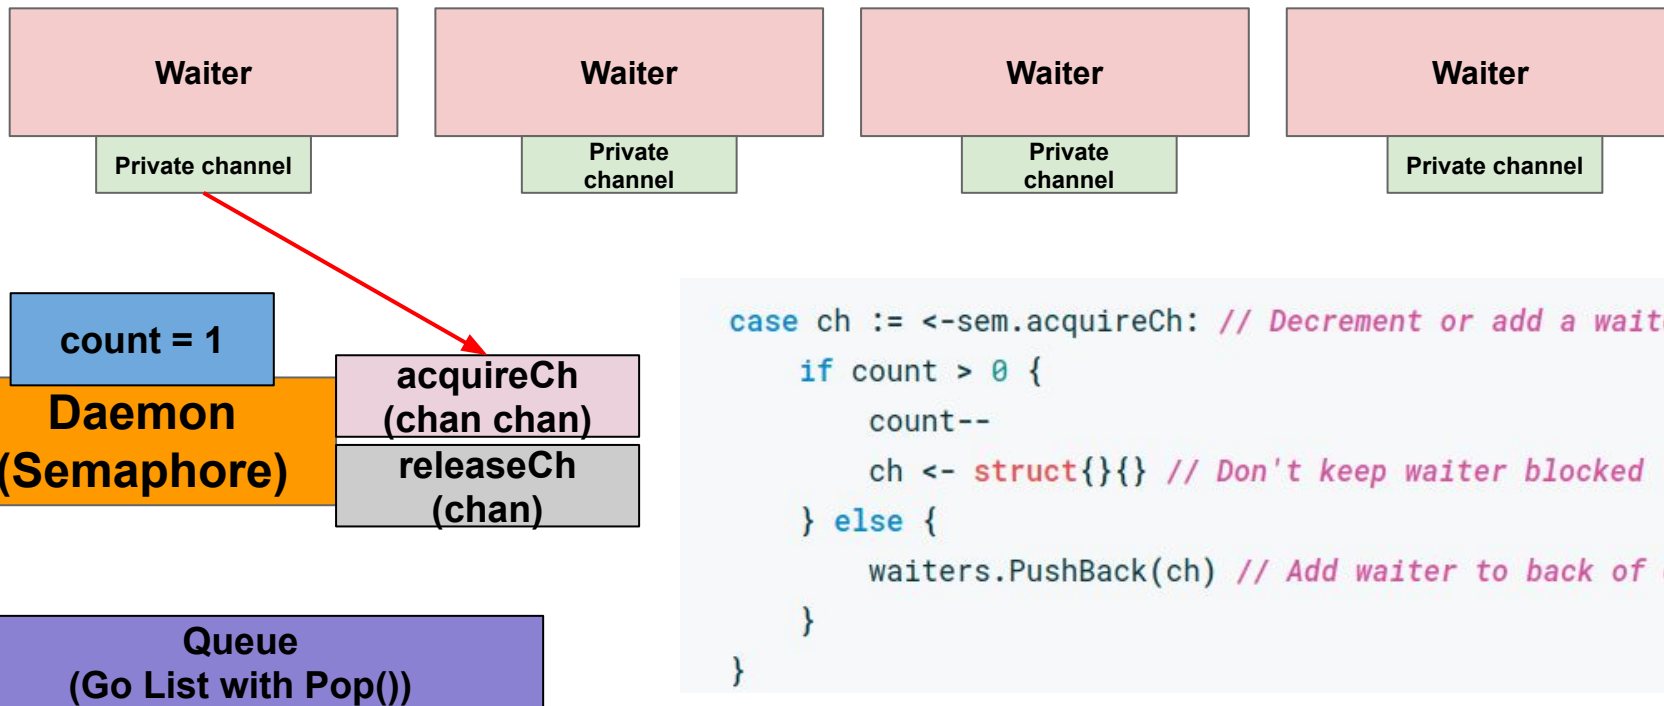 Waiter
Waiter
Waiter
Waiter
Private channel
Private
channel
Private
channel
Private channel
count = 1
Daemon
(Semaphore)
acquireCh
(chan chan)
releaseCh
(chan)
Queue
(Go List with Pop())
case ch := <-sem.acquireCh: // Decrement or add a
if count > 0 {
count--
ch <- struct{}{} // Don't keep waiter blocked
} else {
waiters.PushBack(ch) // Add waiter to back of
}
}